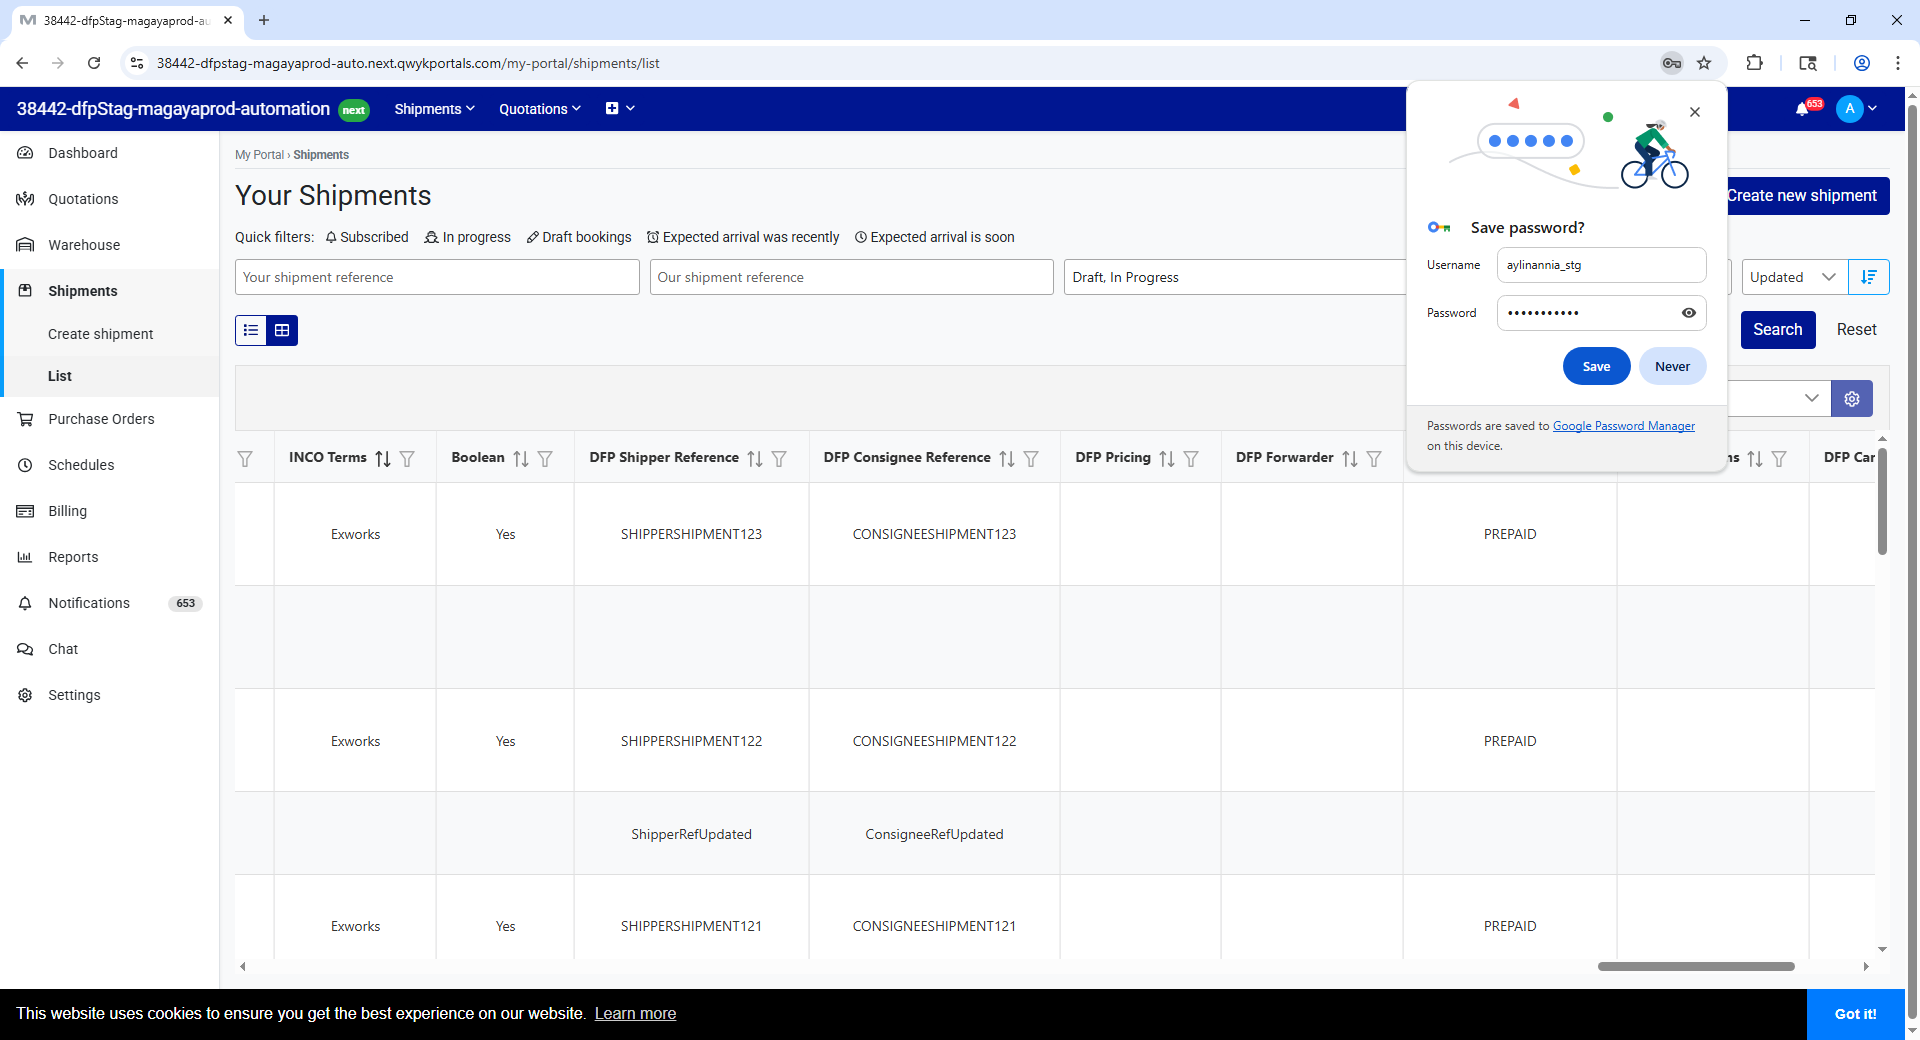 38442-dfpStag-magayaprod-au
38442-dfpstag-magayaprod-auto.next.qwykportals.com/my-portal/shipments/list
38442-dfpStag-magayaprod-automation next Shipments Quotations 653 A
Dashboard
Quotations
Warehouse
Shipments
Create shipment
List
Purchase Orders
Schedules
Billing
Reports
Notifications 653
Chat
Settings
My Portal › Shipments
Your Shipments
Create new shipment
Quick filters: Subscribed In progress Draft bookings Expected arrival was recently Expected arrival is soon
Your shipment reference Our shipment reference Draft, In Progress Updated
Search Reset
Save password?
Username aylinannia_stg
Password •••••••••••
Save Never
Passwords are saved to Google Password Manager
on this device.
INCO Terms Boolean DFP Shipper Reference DFP Consignee Reference DFP Pricing DFP Forwarder ns DFP Car
Exworks Yes SHIPPERSHIPMENT123 CONSIGNEESHIPMENT123 PREPAID
Exworks Yes SHIPPERSHIPMENT122 CONSIGNEESHIPMENT122 PREPAID
ShipperRefUpdated ConsigneeRefUpdated
Exworks Yes SHIPPERSHIPMENT121 CONSIGNEESHIPMENT121 PREPAID
This website uses cookies to ensure you get the best experience on our website. Learn more Got it!